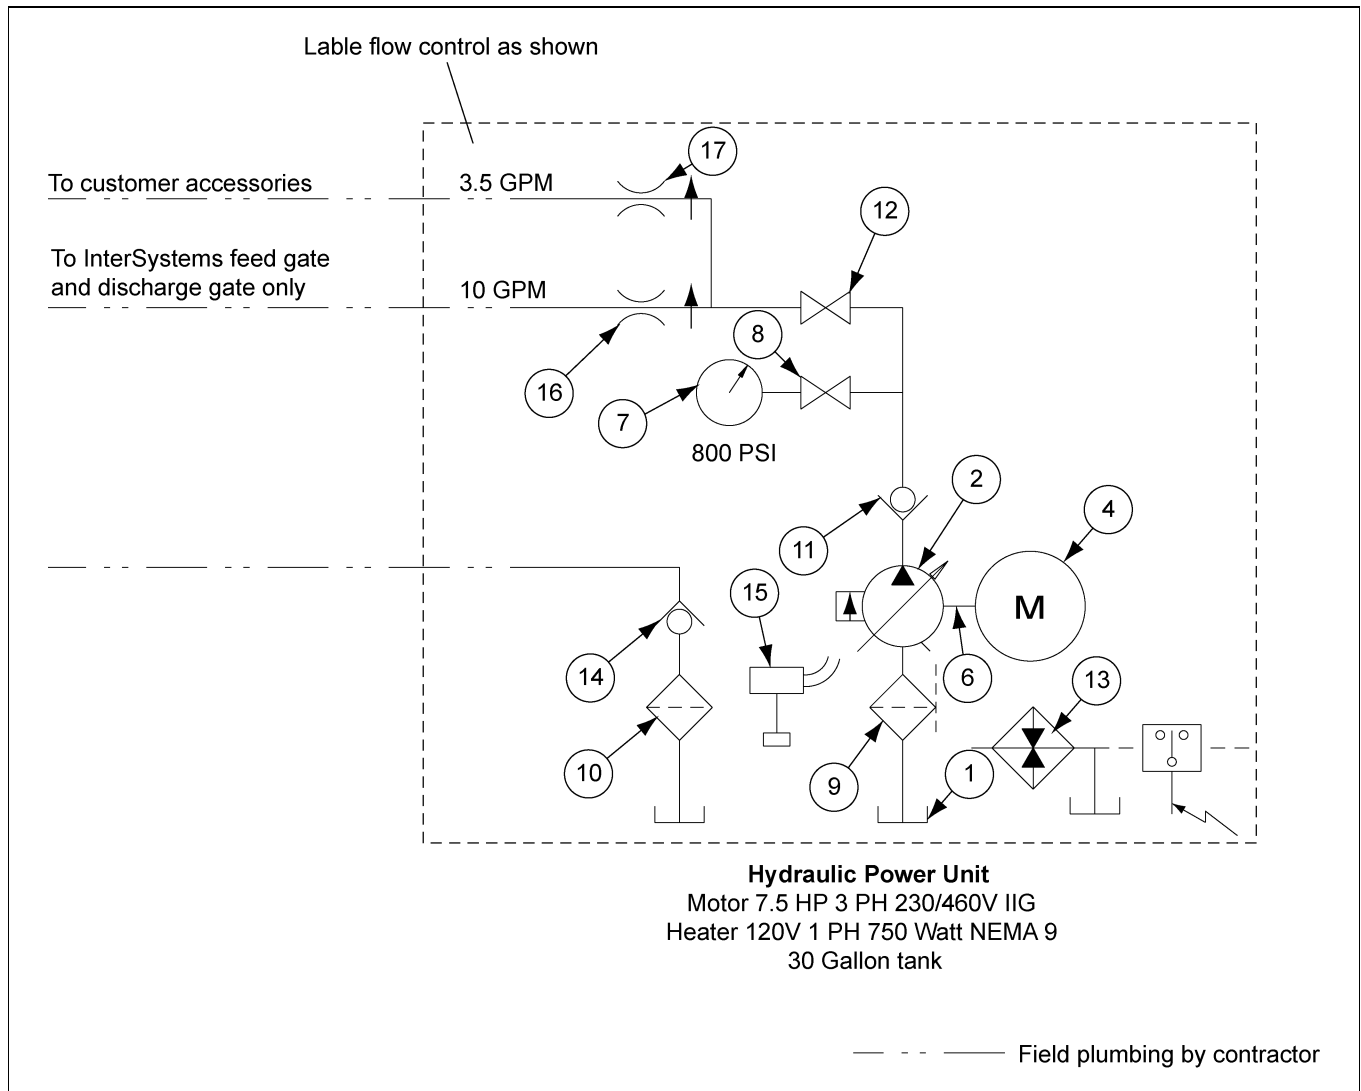 Lable flow control as shown
17
To customer accessories
3.5 GPM
12
To InterSystems feed gate
and discharge gate only
10 GPM
8
16
7
800 PSI
2
4
11
15
M
14
6
13
10
9
1
Hydraulic Power Unit
Motor 7.5 HP 3 PH 230/460V IIG
Heater 120V 1 PH 750 Watt NEMA 9
30 Gallon tank
Field plumbing by contractor